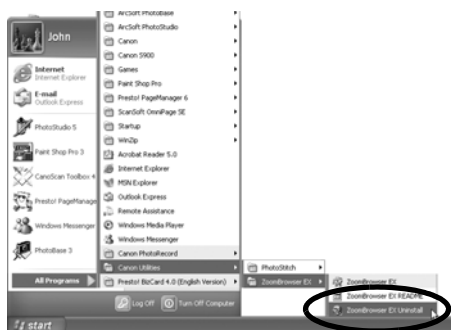 John
Internet
Internet Explorer
E-mail
Outlook Express
PhotoStudio 5
Paint Shop Pro 3
CanoScan Toolbox 4
Presto! PageManage
Windows Messenger
PhotoBase 3
All Programs
ArcSoft PhotoBase
ArcSoft PhotoStudio
Canon
Canon S900
Games
Paint Shop Pro
Presto! PageManager 6
ScanSoft OmniPage SE
Startup
WinZip
Acrobat Reader 5.0
Internet Explorer
MSN Explorer
Outlook Express
Remote Assistance
Windows Media Player
Windows Messenger
Canon PhotoRecord
Canon Utilities
Presto! BizCard 4.0 (English Version)
PhotoStitch
ZoomBrowser EX
ZoomBrowser EX
ZoomBrowser EX README
ZoomBrowser EX Uninstall
Log Off
Turn Off Computer
start